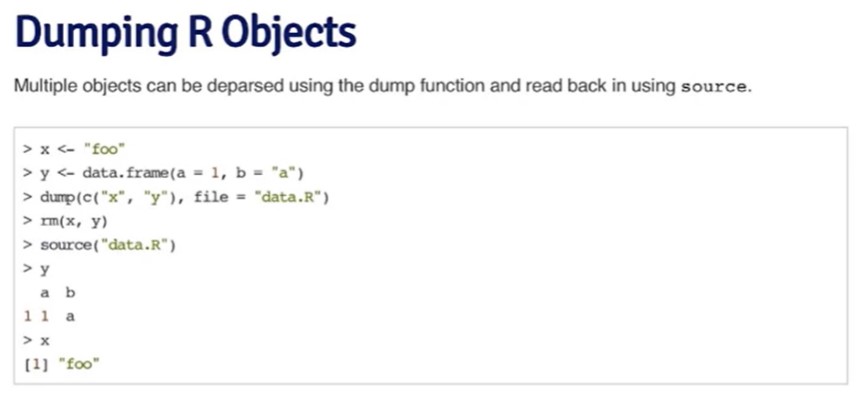 Dumping R Objects
Multiple objects can be deparsed using the dump function and read back in using source.
> x <- "foo"
> y <- data.frame(a = 1, b = "a")
> dump(c("x", "y"), file = "data.R")
> rm(x, y)
> source("data.R")
> y
  a b
1 1 a
> x
[1] "foo"